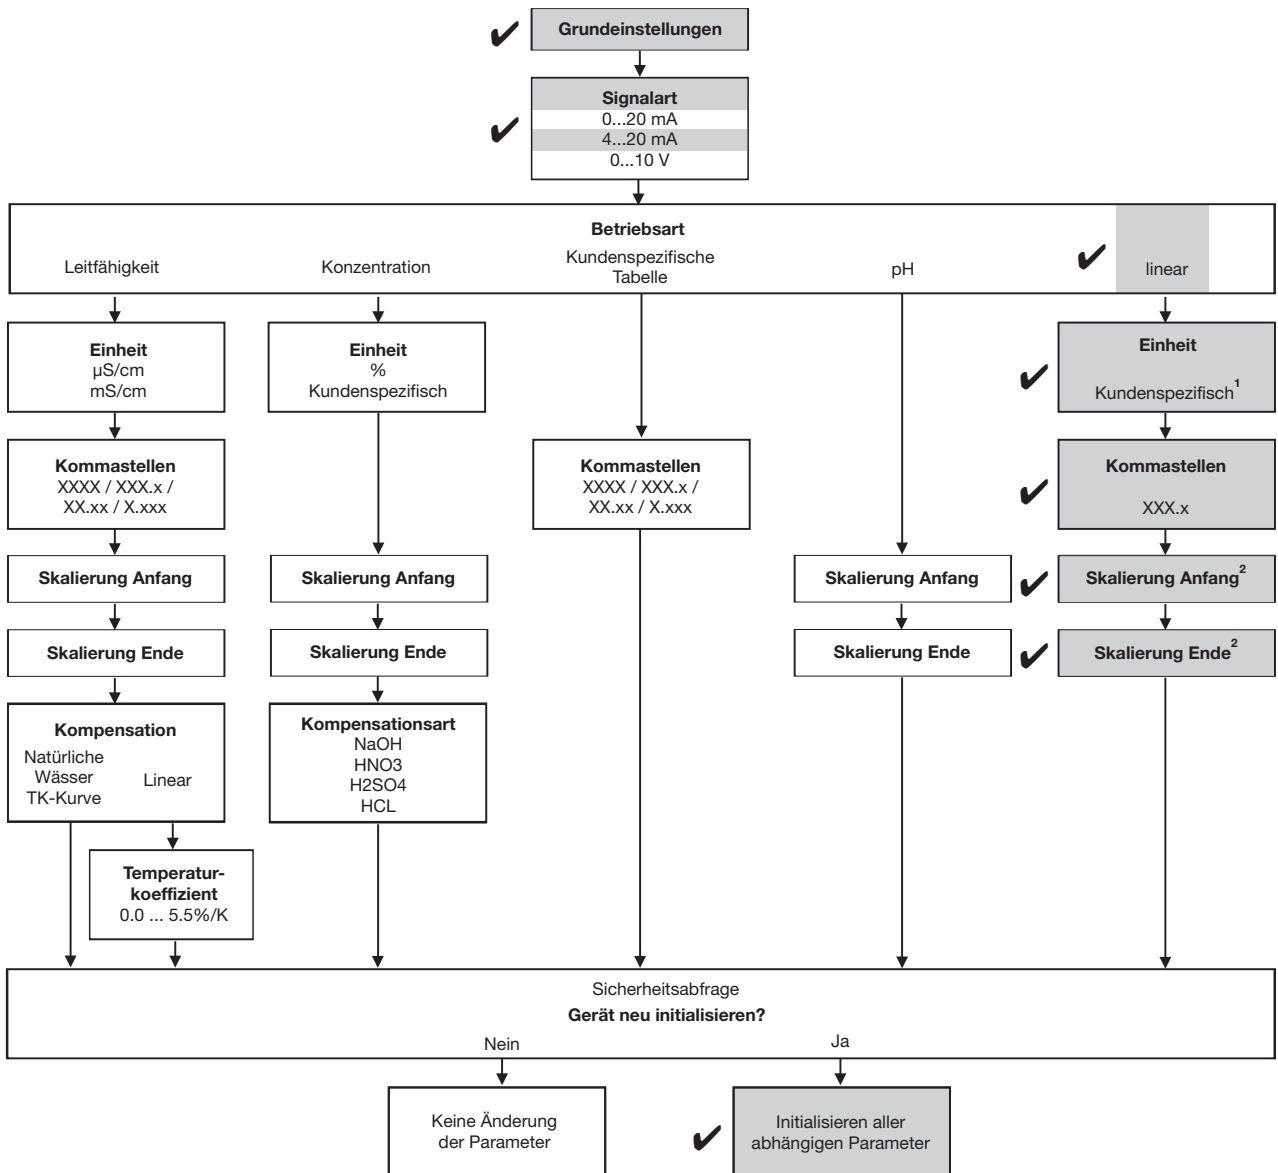 Grundeinstellungen
Signalart
0...20 mA
4...20 mA
0...10 V
Betriebsart
Leitfähigkeit
Konzentration
Kundenspezifische
Tabelle
pH
linear
Einheit
µS/cm
mS/cm
Kommastellen
XXXX / XXX.x /
XX.xx / X.xxx
Skalierung Anfang
Skalierung Ende
Kompensation
Natürliche
Wässer
TK-Kurve
Linear
Temperatur-
koeffizient
0.0 ... 5.5%/K
Einheit
%
Kundenspezifisch
Skalierung Anfang
Skalierung Ende
Kompensationsart
NaOH
HNO3
H2SO4
HCL
Kommastellen
XXXX / XXX.x /
XX.xx / X.xxx
Skalierung Anfang
Skalierung Ende
Einheit
Kundenspezifisch¹
Kommastellen
XXX.x
Skalierung Anfang²
Skalierung Ende²
Sicherheitsabfrage
Gerät neu initialisieren?
Nein
Ja
Keine Änderung
der Parameter
Initialisieren aller
abhängigen Parameter